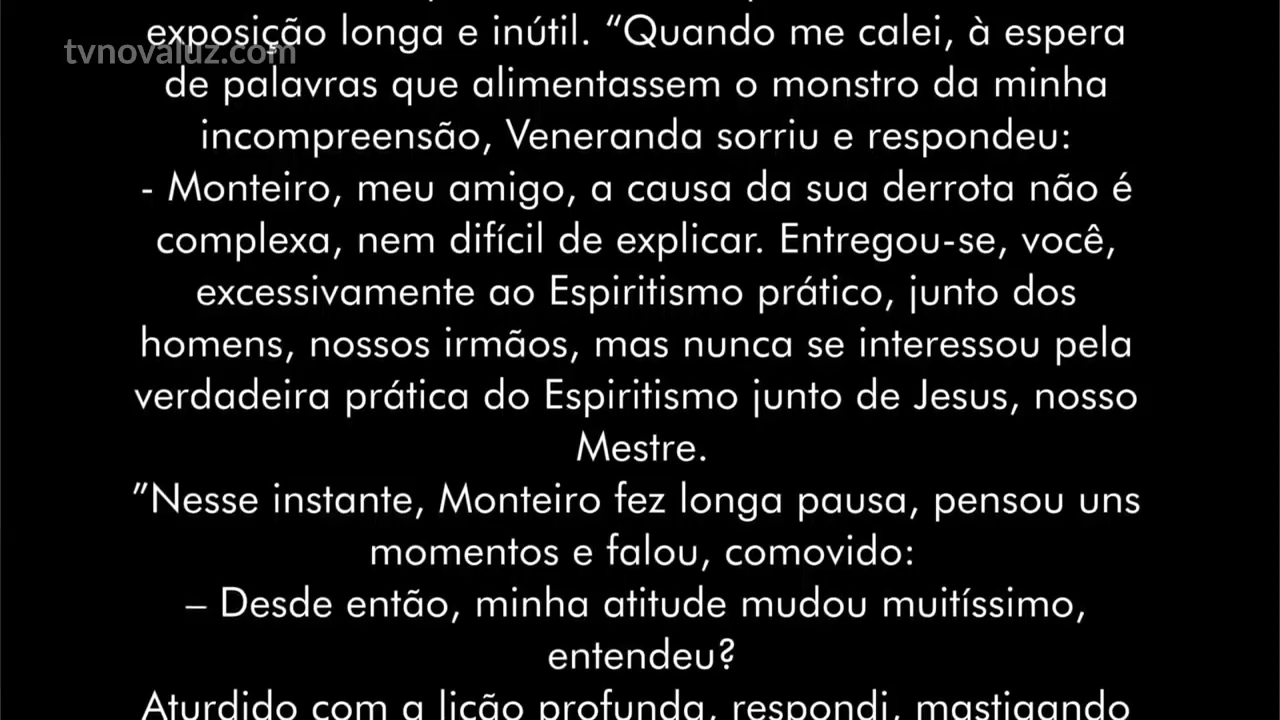 exposição longa e inútil. “Quando me calei, à espera
tvnovaluz.com
de palavras que alimentassem o monstro da minha
incompreensão, Veneranda sorriu e respondeu:
- Monteiro, meu amigo, a causa da sua derrota não é
complexa, nem difícil de explicar. Entregou-se, você,
excessivamente ao Espiritismo prático, junto dos
homens, nossos irmãos, mas nunca se interessou pela
verdadeira prática do Espiritismo junto de Jesus, nosso
Mestre.
”Nesse instante, Monteiro fez longa pausa, pensou uns
momentos e falou, comovido:
– Desde então, minha atitude mudou muitíssimo,
entendeu?
Aturdido com a lição profunda, respondi, mastigando